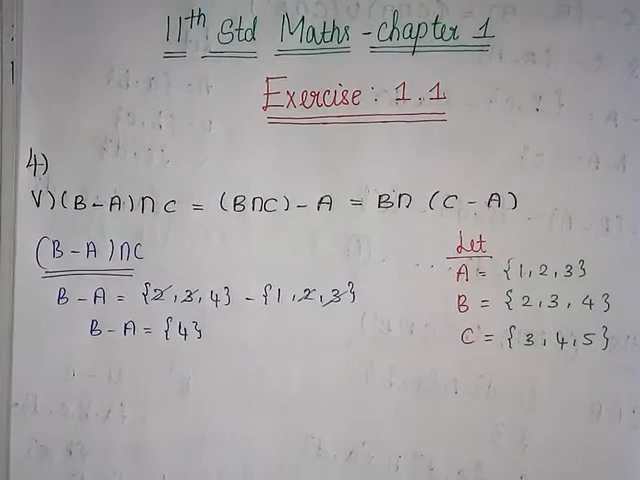 11th Std Maths - chapter 1
Exercise : 1.1
4)
V) (B-A)∩C = (B∩C)-A = B∩(C-A)
(B-A)∩C
B-A = {2,3,4} - {1,2,3}
B-A = {4}
Let
A = {1,2,3}
B = {2,3,4}
C = {3,4,5}